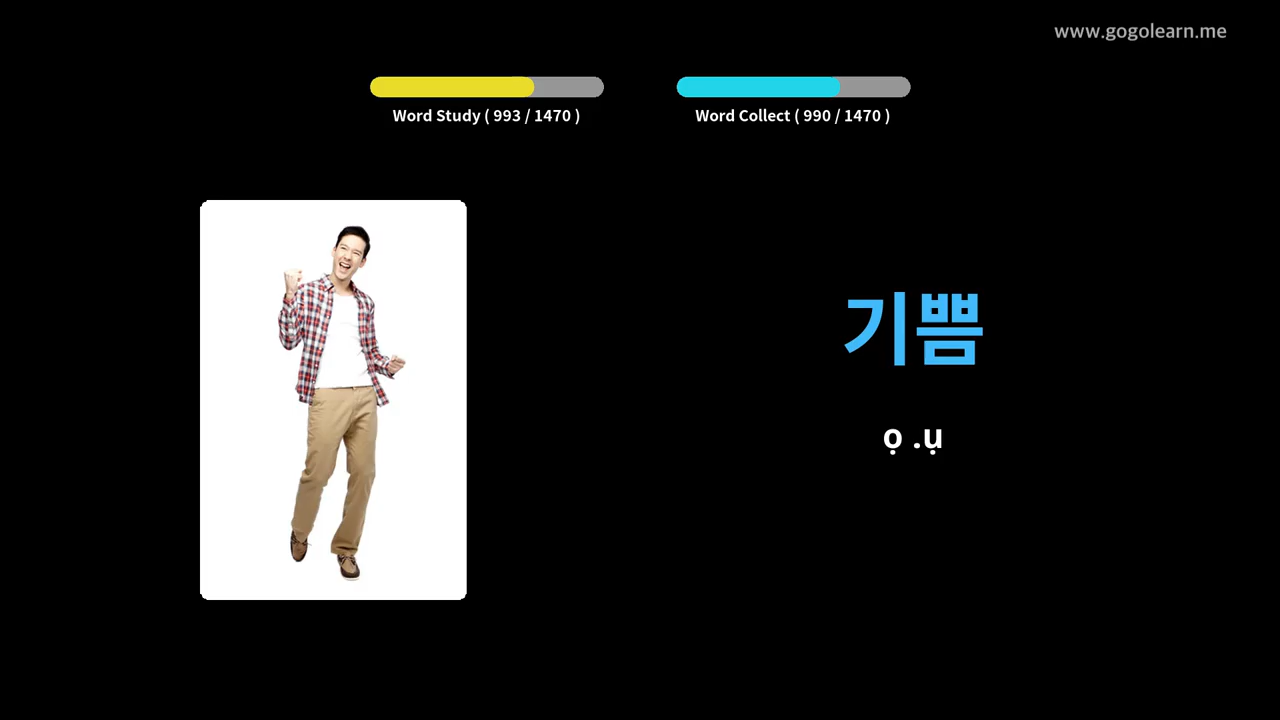 www.gogolearn.me
Word Study ( 993 / 1470 )
Word Collect ( 990 / 1470 )
기쁨
ọ .ụ